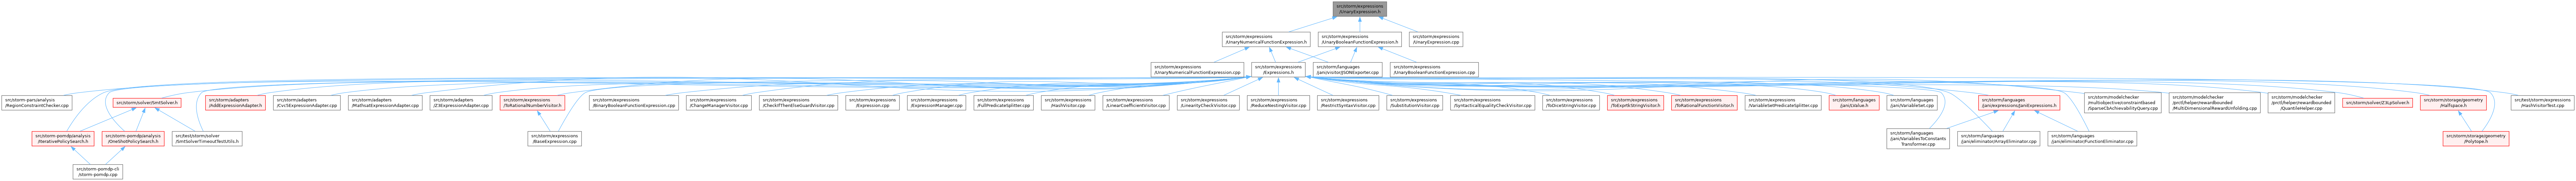 src/storm/expressions
/UnaryExpression.h
src/storm/expressions
/UnaryNumericalFunctionExpression.h
src/storm/expressions
/UnaryBooleanFunctionExpression.h
src/storm/expressions
/UnaryExpression.cpp
src/storm/expressions
/UnaryNumericalFunctionExpression.cpp
src/storm/expressions
/Expressions.h
src/storm/languages
/jani/visitor/JSONExporter.cpp
src/storm/expressions
/UnaryBooleanFunctionExpression.cpp
src/storm-pars/analysis
/RegionConstraintChecker.cpp
src/storm/solver/SmtSolver.h
src/storm/adapters
/AddExpressionAdapter.h
src/storm/adapters
/Cvc5ExpressionAdapter.cpp
src/storm/adapters
/MathsatExpressionAdapter.cpp
src/storm/adapters
/Z3ExpressionAdapter.cpp
src/storm/expressions
/ToRationalNumberVisitor.h
src/storm/expressions
/BinaryBooleanFunctionExpression.cpp
src/storm/expressions
/ChangeManagerVisitor.cpp
src/storm/expressions
/CheckIfThenElseGuardVisitor.cpp
src/storm/expressions
/Expression.cpp
src/storm/expressions
/ExpressionManager.cpp
src/storm/expressions
/FullPredicateSplitter.cpp
src/storm/expressions
/HashVisitor.cpp
src/storm/expressions
/LinearCoefficientVisitor.cpp
src/storm/expressions
/LinearityCheckVisitor.cpp
src/storm/expressions
/ReduceNestingVisitor.cpp
src/storm/expressions
/RestrictSyntaxVisitor.cpp
src/storm/expressions
/SubstitutionVisitor.cpp
src/storm/expressions
/SyntacticalEqualityCheckVisitor.cpp
src/storm/expressions
/ToDiceStringVisitor.cpp
src/storm/expressions
/ToExprtkStringVisitor.h
src/storm/expressions
/ToRationalFunctionVisitor.h
src/storm/expressions
/VariableSetPredicateSplitter.cpp
src/storm/languages
/jani/LValue.h
src/storm/languages
/jani/VariableSet.cpp
src/storm/languages
/jani/expressions/JaniExpressions.h
src/storm/modelchecker
/multiobjective/constraintbased
/SparseCbAchievabilityQuery.cpp
src/storm/modelchecker
/prctl/helper/rewardbounded
/MultiDimensionalRewardUnfolding.cpp
src/storm/modelchecker
/prctl/helper/rewardbounded
/QuantileHelper.cpp
src/storm/solver/Z3LpSolver.h
src/storm/storage/geometry
/Halfspace.h
src/test/storm/expressions
/HashVisitorTest.cpp
src/storm-pomdp/analysis
/IterativePolicySearch.h
src/storm-pomdp/analysis
/OneShotPolicySearch.h
src/test/storm/solver
/SmtSolverTimeoutTestUtils.h
src/storm/expressions
/BaseExpression.cpp
src/storm/languages
/jani/VariablesToConstants
Transformer.cpp
src/storm/languages
/jani/eliminator/ArrayEliminator.cpp
src/storm/languages
/jani/eliminator/FunctionEliminator.cpp
src/storm/storage/geometry
/Polytope.h
src/storm-pomdp-cli
/storm-pomdp.cpp